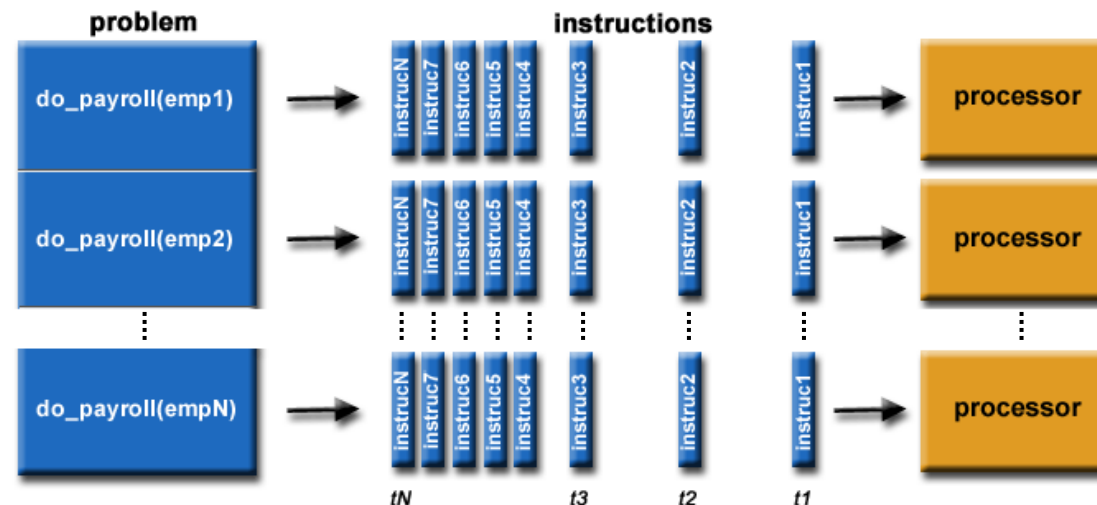 problem
instructions
do_payroll(emp1)
instrucN
instruc7
instruc6
instruc5
instruc4
instruc3
instruc2
instruc1
processor
do_payroll(emp2)
instrucN
instruc7
instruc6
instruc5
instruc4
instruc3
instruc2
instruc1
processor
do_payroll(empN)
instrucN
instruc7
instruc6
instruc5
instruc4
instruc3
instruc2
instruc1
processor
tN
t3
t2
t1